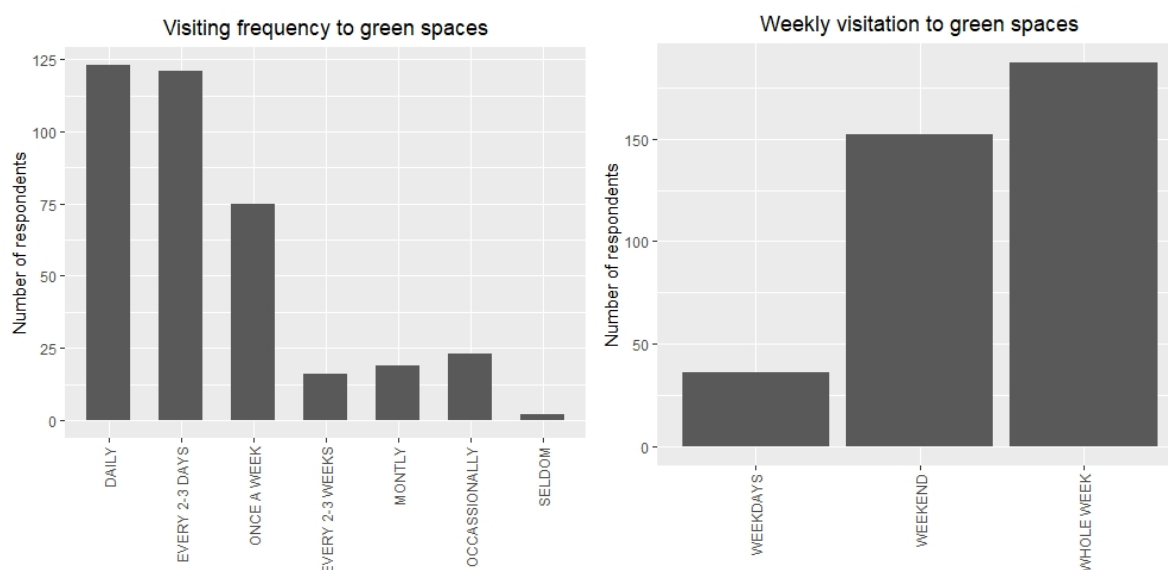 Visiting frequency to green spaces
Number of respondents
125
100
75
50
25
0
DAILY
EVERY 2-3 DAYS
ONCE A WEEK
EVERY 2-3 WEEKS
MONTLY
OCCASSIONALLY
SELDOM
Weekly visitation to green spaces
Number of respondents
150
100
50
0
WEEKDAYS
WEEKEND
WHOLE WEEK